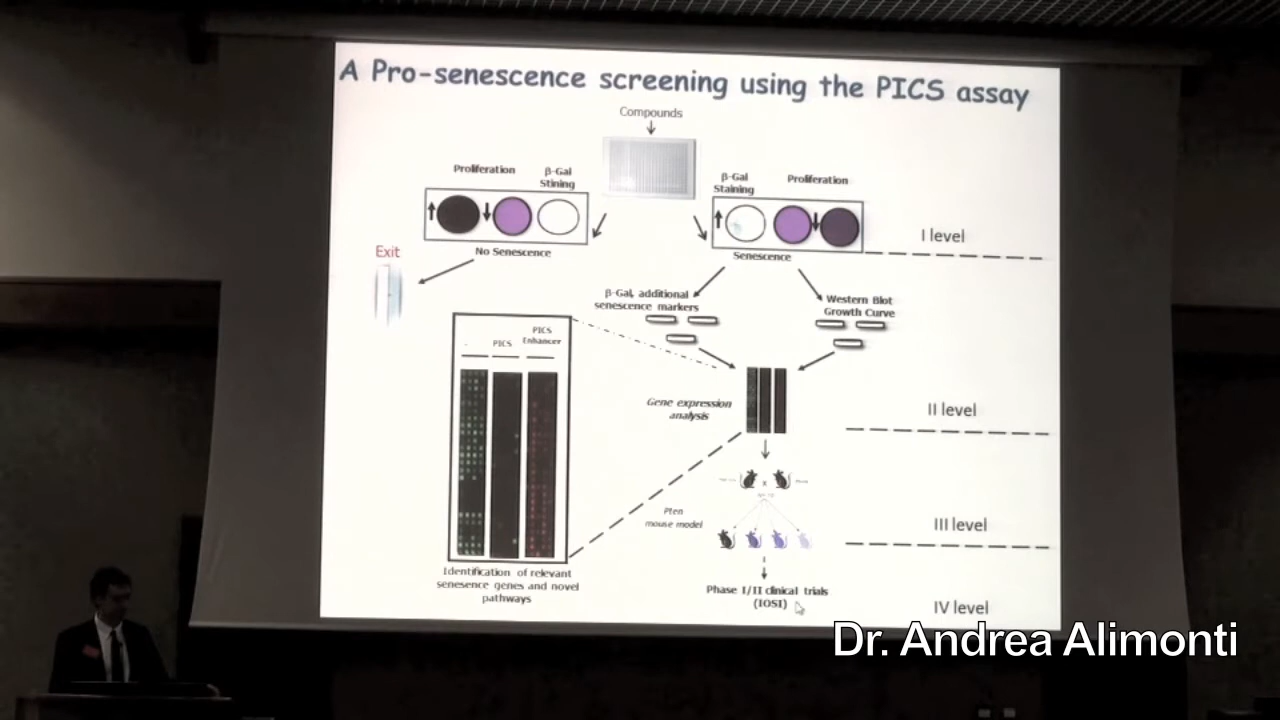 A Pro-senescence screening using the PICS assay
Compounds
Proliferation
β-Gal
Stining
β-Gal
Staining
Proliferation
I level
No Senescence
Senescence
Exit
β-Gal, additional
senescence markers
Western Blot
Growth Curve
PICS
PICS
Enhancer
Gene expression
analysis
II level
x
Pten
mouse model
III level
Identification of relevant
senesence genes and novel
pathways
Phase I/II clinical trials
(IOSI)
IV level
Dr. Andrea Alimonti